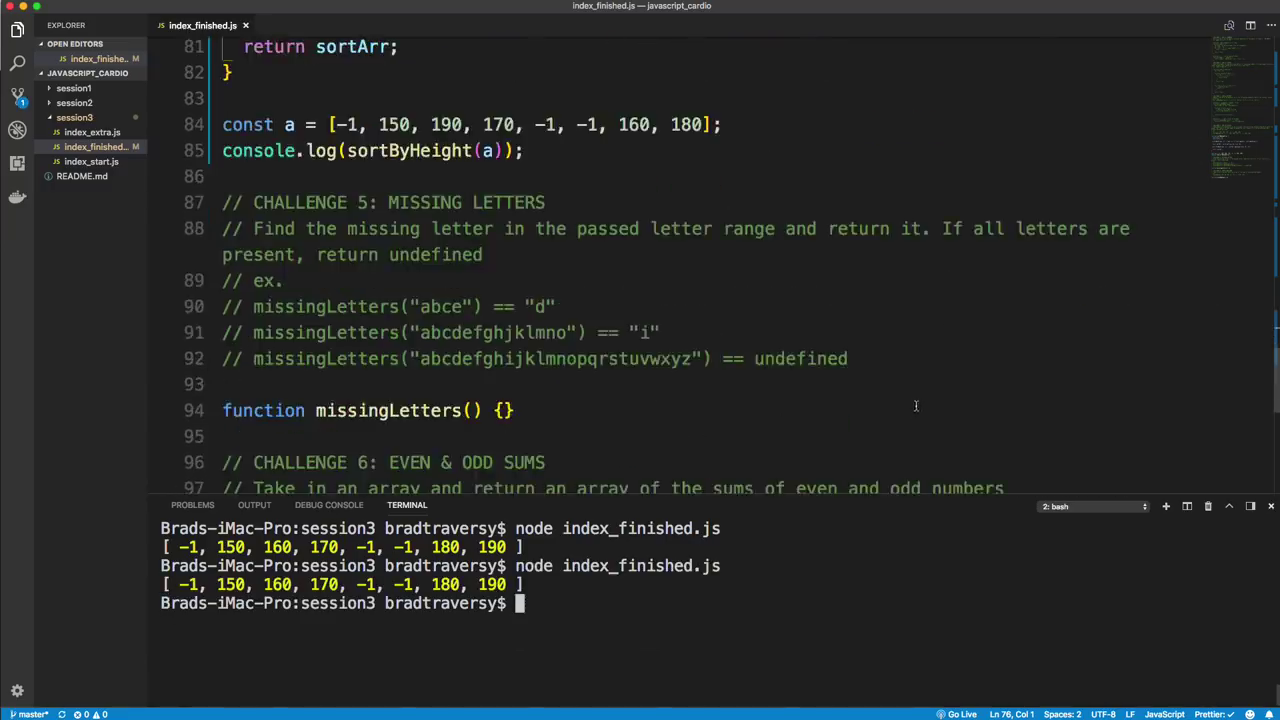 index_finished.js — javascript_cardio
EXPLORER
index_finished.js ×
OPEN EDITORS
index_finishe.. M
JAVASCRIPT_CARDIO
session1
session2
session3
index_extra.js
index_finished... M
index_start.js
README.md
81 return sortArr;
82 }
83
84 const a = [-1, 150, 190, 170, -1, -1, 160, 180];
85 console.log(sortByHeight(a));
86
87 // CHALLENGE 5: MISSING LETTERS
88 // Find the missing letter in the passed letter range and return it. If all letters are
present, return undefined
89 // ex.
90 // missingLetters("abce") == "d"
91 // missingLetters("abcdefghjklmno") == "i"
92 // missingLetters("abcdefghijklmnopqrstuvwxyz") == undefined
93
94 function missingLetters() {}
95
96 // CHALLENGE 6: EVEN & ODD SUMS
97 // Take in an array and return an array of the sums of even and odd numbers
PROBLEMS OUTPUT DEBUG CONSOLE TERMINAL 2: bash
Brads-iMac-Pro:session3 bradtraversy$ node index_finished.js
[ -1, 150, 160, 170, -1, -1, 180, 190 ]
Brads-iMac-Pro:session3 bradtraversy$ node index_finished.js
[ -1, 150, 160, 170, -1, -1, 180, 190 ]
Brads-iMac-Pro:session3 bradtraversy$
1
master* 0 0 Go Live Ln 76, Col 1 Spaces: 2 UTF-8 LF JavaScript Prettier: ✓